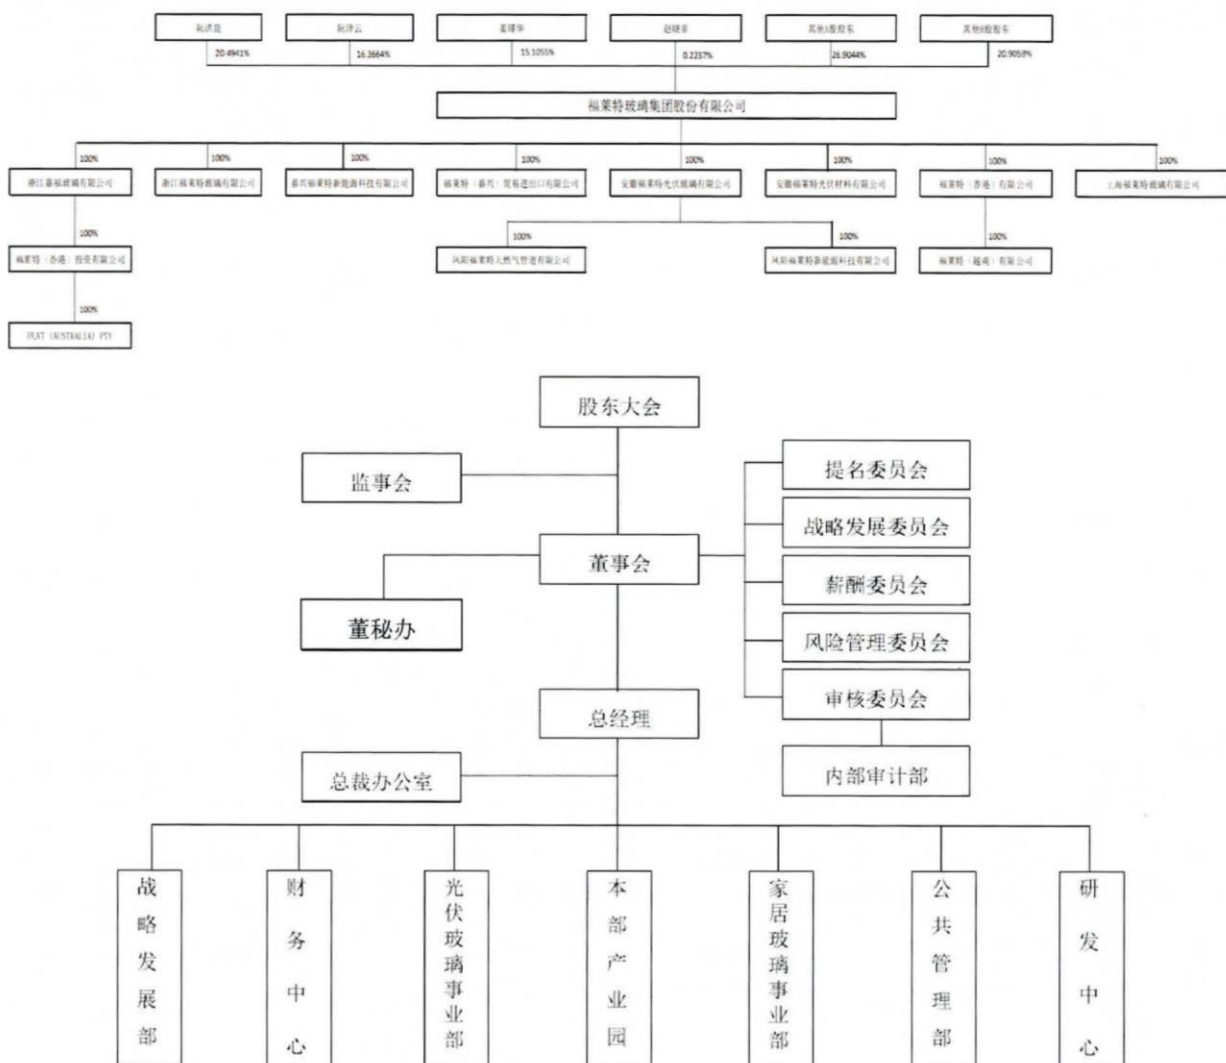 阮洪良
阮泽云
姜瑾华
赵晓非
其他A股股东
其他H股股东
20.4941%
16.3664%
15.1055%
0.2237%
26.9044%
20.9059%
福莱特玻璃集团股份有限公司
100%
100%
100%
100%
100%
100%
100%
100%
浙江嘉福玻璃有限公司
浙江福莱特玻璃有限公司
嘉兴福莱特新能源科技有限公司
福莱特（嘉兴）贸易进出口有限公司
安徽福莱特光伏玻璃有限公司
安徽福莱特光伏材料有限公司
福莱特（香港）有限公司
上海福莱特玻璃有限公司
100%
100%
100%
100%
福莱特（香港）投资有限公司
凤阳福莱特天然气管道有限公司
凤阳福莱特新能源科技有限公司
福莱特（越南）有限公司
100%
FLAT (AUSTRALIA) PTY
股东大会
监事会
提名委员会
战略发展委员会
董事会
薪酬委员会
董秘办
风险管理委员会
审核委员会
总经理
总裁办公室
内部审计部
战略发展部
财务中心
光伏玻璃事业部
本部产业园
家居玻璃事业部
公共管理部
研发中心